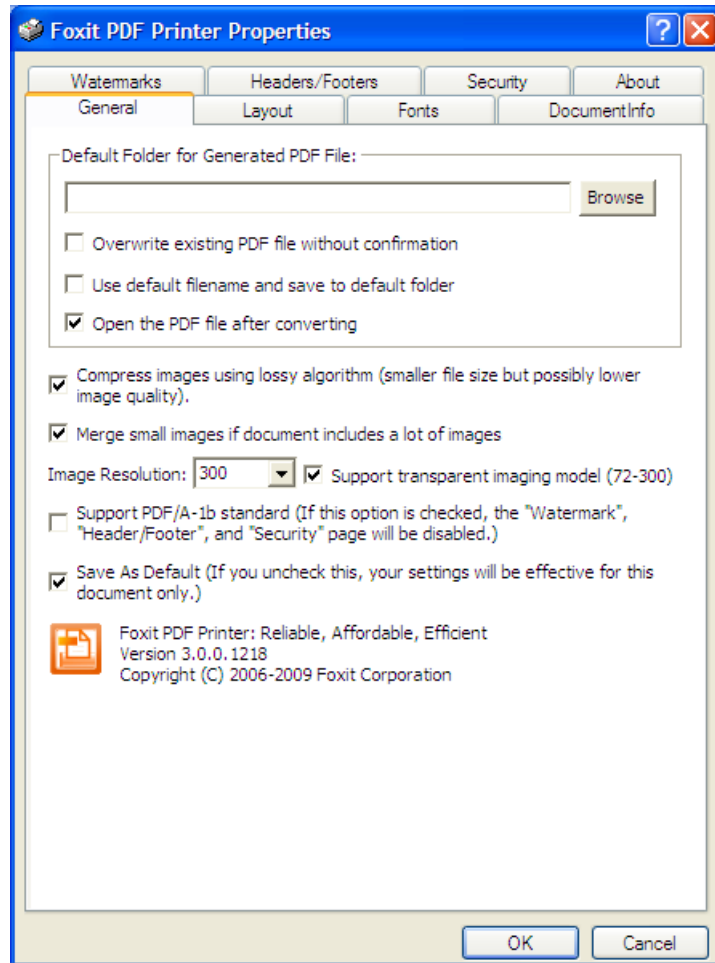 Foxit PDF Printer Properties
Watermarks Headers/Footers Security About
General Layout Fonts DocumentInfo
Default Folder for Generated PDF File:
Browse
Overwrite existing PDF file without confirmation
Use default filename and save to default folder
Open the PDF file after converting
Compress images using lossy algorithm (smaller file size but possibly lower
image quality).
Merge small images if document includes a lot of images
Image Resolution: 300 Support transparent imaging model (72-300)
Support PDF/A-1b standard (If this option is checked, the "Watermark",
"Header/Footer", and "Security" page will be disabled.)
Save As Default (If you uncheck this, your settings will be effective for this
document only.)
Foxit PDF Printer: Reliable, Affordable, Efficient
Version 3.0.0.1218
Copyright (C) 2006-2009 Foxit Corporation
OK Cancel